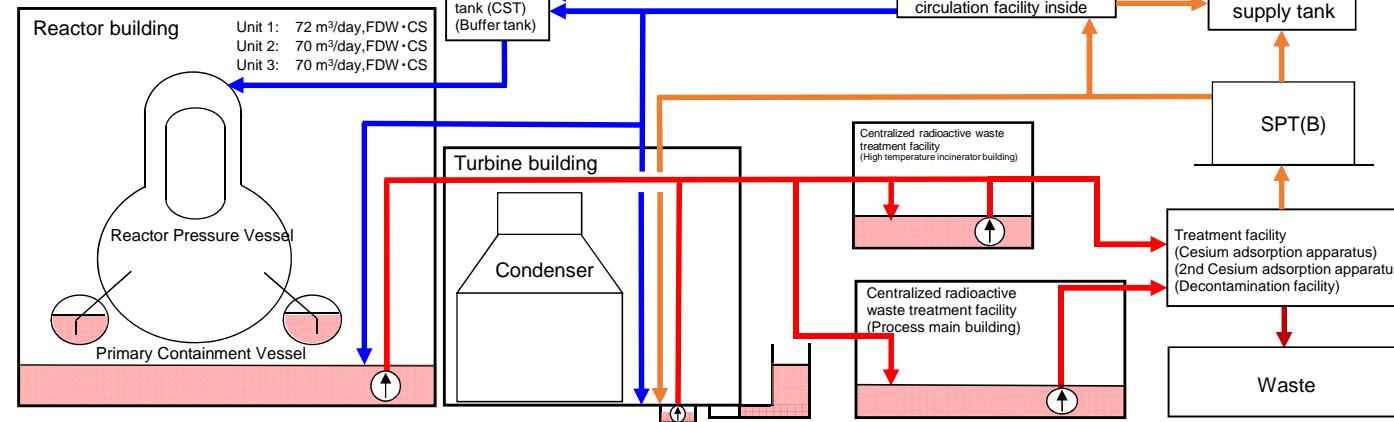 tank (CST)
(Buffer tank)
circulation facility inside
supply tank
Reactor building
Unit 1: 72 m³/day,FDW・CS
Unit 2: 70 m³/day,FDW・CS
Unit 3: 70 m³/day,FDW・CS
SPT(B)
Centralized radioactive waste
treatment facility
(High temperature incinerator building)
Turbine building
Reactor Pressure Vessel
Condenser
Treatment facility
(Cesium adsorption apparatus)
(2nd Cesium adsorption apparatu
(Decontamination facility)
Centralized radioactive
waste treatment facility
(Process main building)
Primary Containment Vessel
Waste